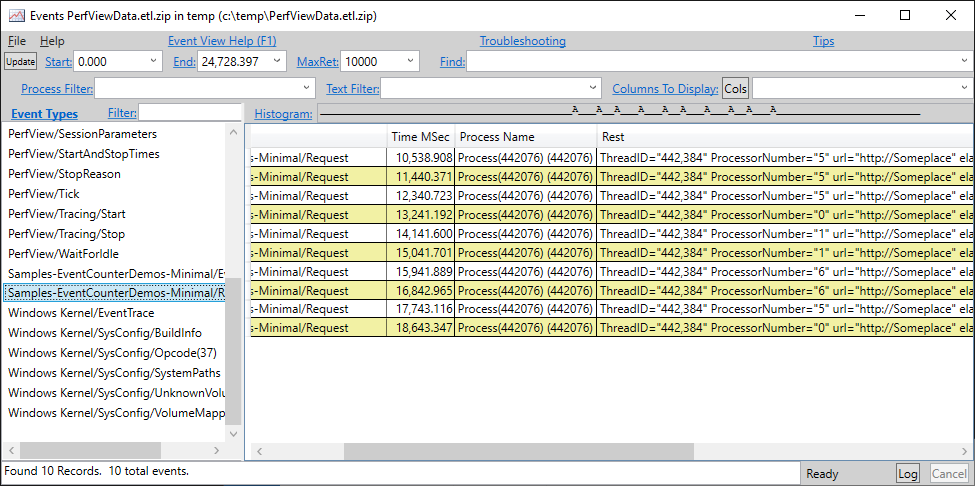 Events PerfViewData.etl.zip in temp (c:\temp\PerfViewData.etl.zip)
File Help Event View Help (F1) Troubleshooting Tips
Update Start: 0.000 End: 24,728.397 MaxRet: 10000 Find:
Process Filter: Text Filter: Columns To Display: Cols
Event Types Filter: Histogram:
PerfView/SessionParameters
PerfView/StartAndStopTimes
PerfView/StopReason
PerfView/Tick
PerfView/Tracing/Start
PerfView/Tracing/Stop
PerfView/WaitForIdle
Samples-EventCounterDemos-Minimal/E
Samples-EventCounterDemos-Minimal/R
Windows Kernel/EventTrace
Windows Kernel/SysConfig/BuildInfo
Windows Kernel/SysConfig/Opcode(37)
Windows Kernel/SysConfig/SystemPaths
Windows Kernel/SysConfig/UnknownVolu
Windows Kernel/SysConfig/VolumeMapp
Time MSec Process Name Rest
s-Minimal/Request 10,538.908 Process(442076) (442076) ThreadID="442,384" ProcessorNumber="5" url="http://Someplace" ela
s-Minimal/Request 11,440.371 Process(442076) (442076) ThreadID="442,384" ProcessorNumber="5" url="http://Someplace" ela
s-Minimal/Request 12,340.723 Process(442076) (442076) ThreadID="442,384" ProcessorNumber="5" url="http://Someplace" ela
s-Minimal/Request 13,241.192 Process(442076) (442076) ThreadID="442,384" ProcessorNumber="0" url="http://Someplace" ela
s-Minimal/Request 14,141.600 Process(442076) (442076) ThreadID="442,384" ProcessorNumber="1" url="http://Someplace" ela
s-Minimal/Request 15,041.701 Process(442076) (442076) ThreadID="442,384" ProcessorNumber="1" url="http://Someplace" ela
s-Minimal/Request 15,941.889 Process(442076) (442076) ThreadID="442,384" ProcessorNumber="6" url="http://Someplace" ela
s-Minimal/Request 16,842.965 Process(442076) (442076) ThreadID="442,384" ProcessorNumber="6" url="http://Someplace" ela
s-Minimal/Request 17,743.116 Process(442076) (442076) ThreadID="442,384" ProcessorNumber="5" url="http://Someplace" ela
s-Minimal/Request 18,643.347 Process(442076) (442076) ThreadID="442,384" ProcessorNumber="0" url="http://Someplace" ela
Found 10 Records. 10 total events. Ready Log Cancel